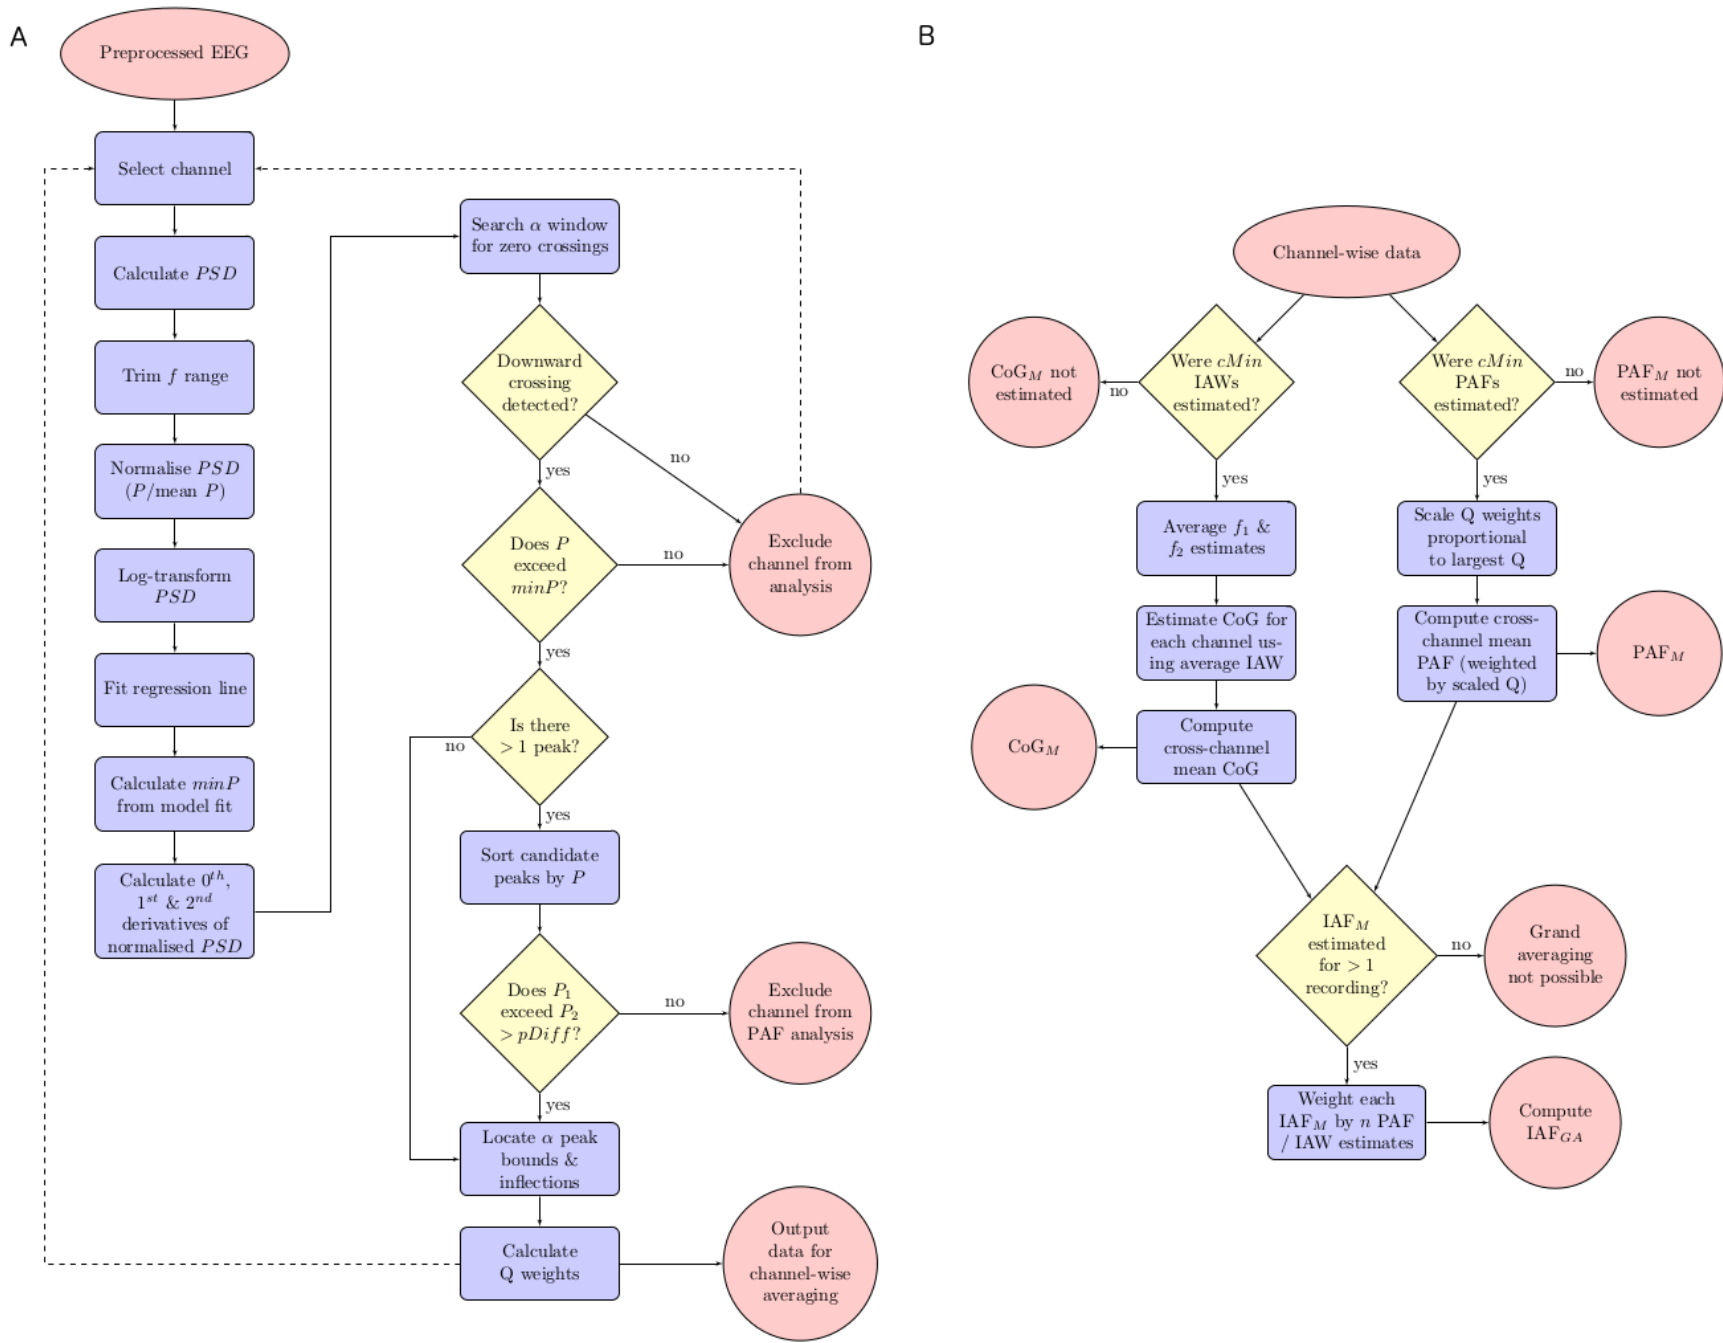 A
Preprocessed EEG
Select channel
Calculate PSD
Trim f range
Normalise PSD
(P/mean P)
Log-transform
PSD
Fit regression line
Calculate minP
from model fit
Calculate 0th,
1st & 2nd
derivatives of
normalised PSD
Search α window
for zero crossings
Downward
crossing
detected?
no
yes
Does P
exceed
minP?
no
Exclude
channel from
analysis
yes
Is there
> 1 peak?
no
yes
Sort candidate
peaks by P
Does P1
exceed P2
> pDiff?
no
Exclude
channel from
PAF analysis
yes
Locate α peak
bounds &
inflections
Calculate
Q weights
Output
data for
channel-wise
averaging
B
Channel-wise data
Were cMin
IAWs
estimated?
no
CoGM not
estimated
Were cMin
PAFs
estimated?
no
PAFM not
estimated
yes
Average f1 &
f2 estimates
Estimate CoG for
each channel us-
ing average IAW
Compute
cross-channel
mean CoG
CoGM
yes
Scale Q weights
proportional
to largest Q
Compute cross-
channel mean
PAF (weighted
by scaled Q)
PAFM
IAFM
estimated
for > 1
recording?
no
Grand
averaging
not possible
yes
Weight each
IAFM by n PAF
/ IAW estimates
Compute
IAFGA